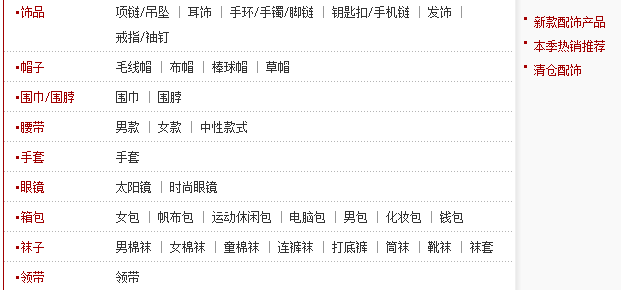 饰品 项链/吊坠 | 耳饰 | 手环/手镯/脚链 | 钥匙扣/手机链 | 发饰 |
戒指/袖钉
帽子 毛线帽 | 布帽 | 棒球帽 | 草帽
围巾/围脖 围巾 | 围脖
腰带 男款 | 女款 | 中性款式
手套 手套
眼镜 太阳镜 | 时尚眼镜
箱包 女包 | 帆布包 | 运动休闲包 | 电脑包 | 男包 | 化妆包 | 钱包
袜子 男棉袜 | 女棉袜 | 童棉袜 | 连裤袜 | 打底裤 | 筒袜 | 靴袜 | 袜套
领带 领带
新款配饰产品
本季热销推荐
清仓配饰